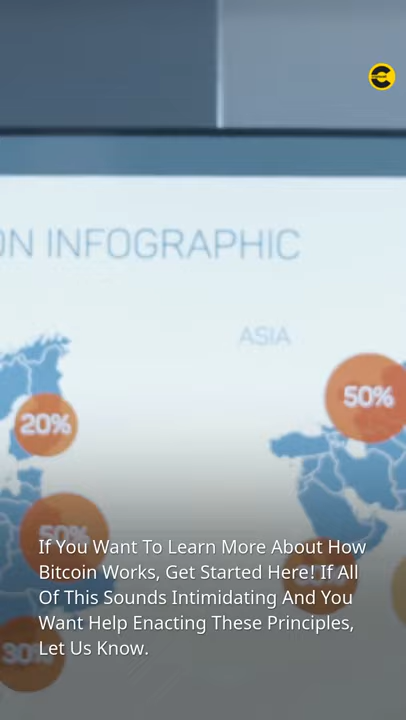 ON INFOGRAPHIC
ASIA
50%
20%
50%
30%
If You Want To Learn More About How
Bitcoin Works, Get Started Here! If All
Of This Sounds Intimidating And You
Want Help Enacting These Principles,
Let Us Know.